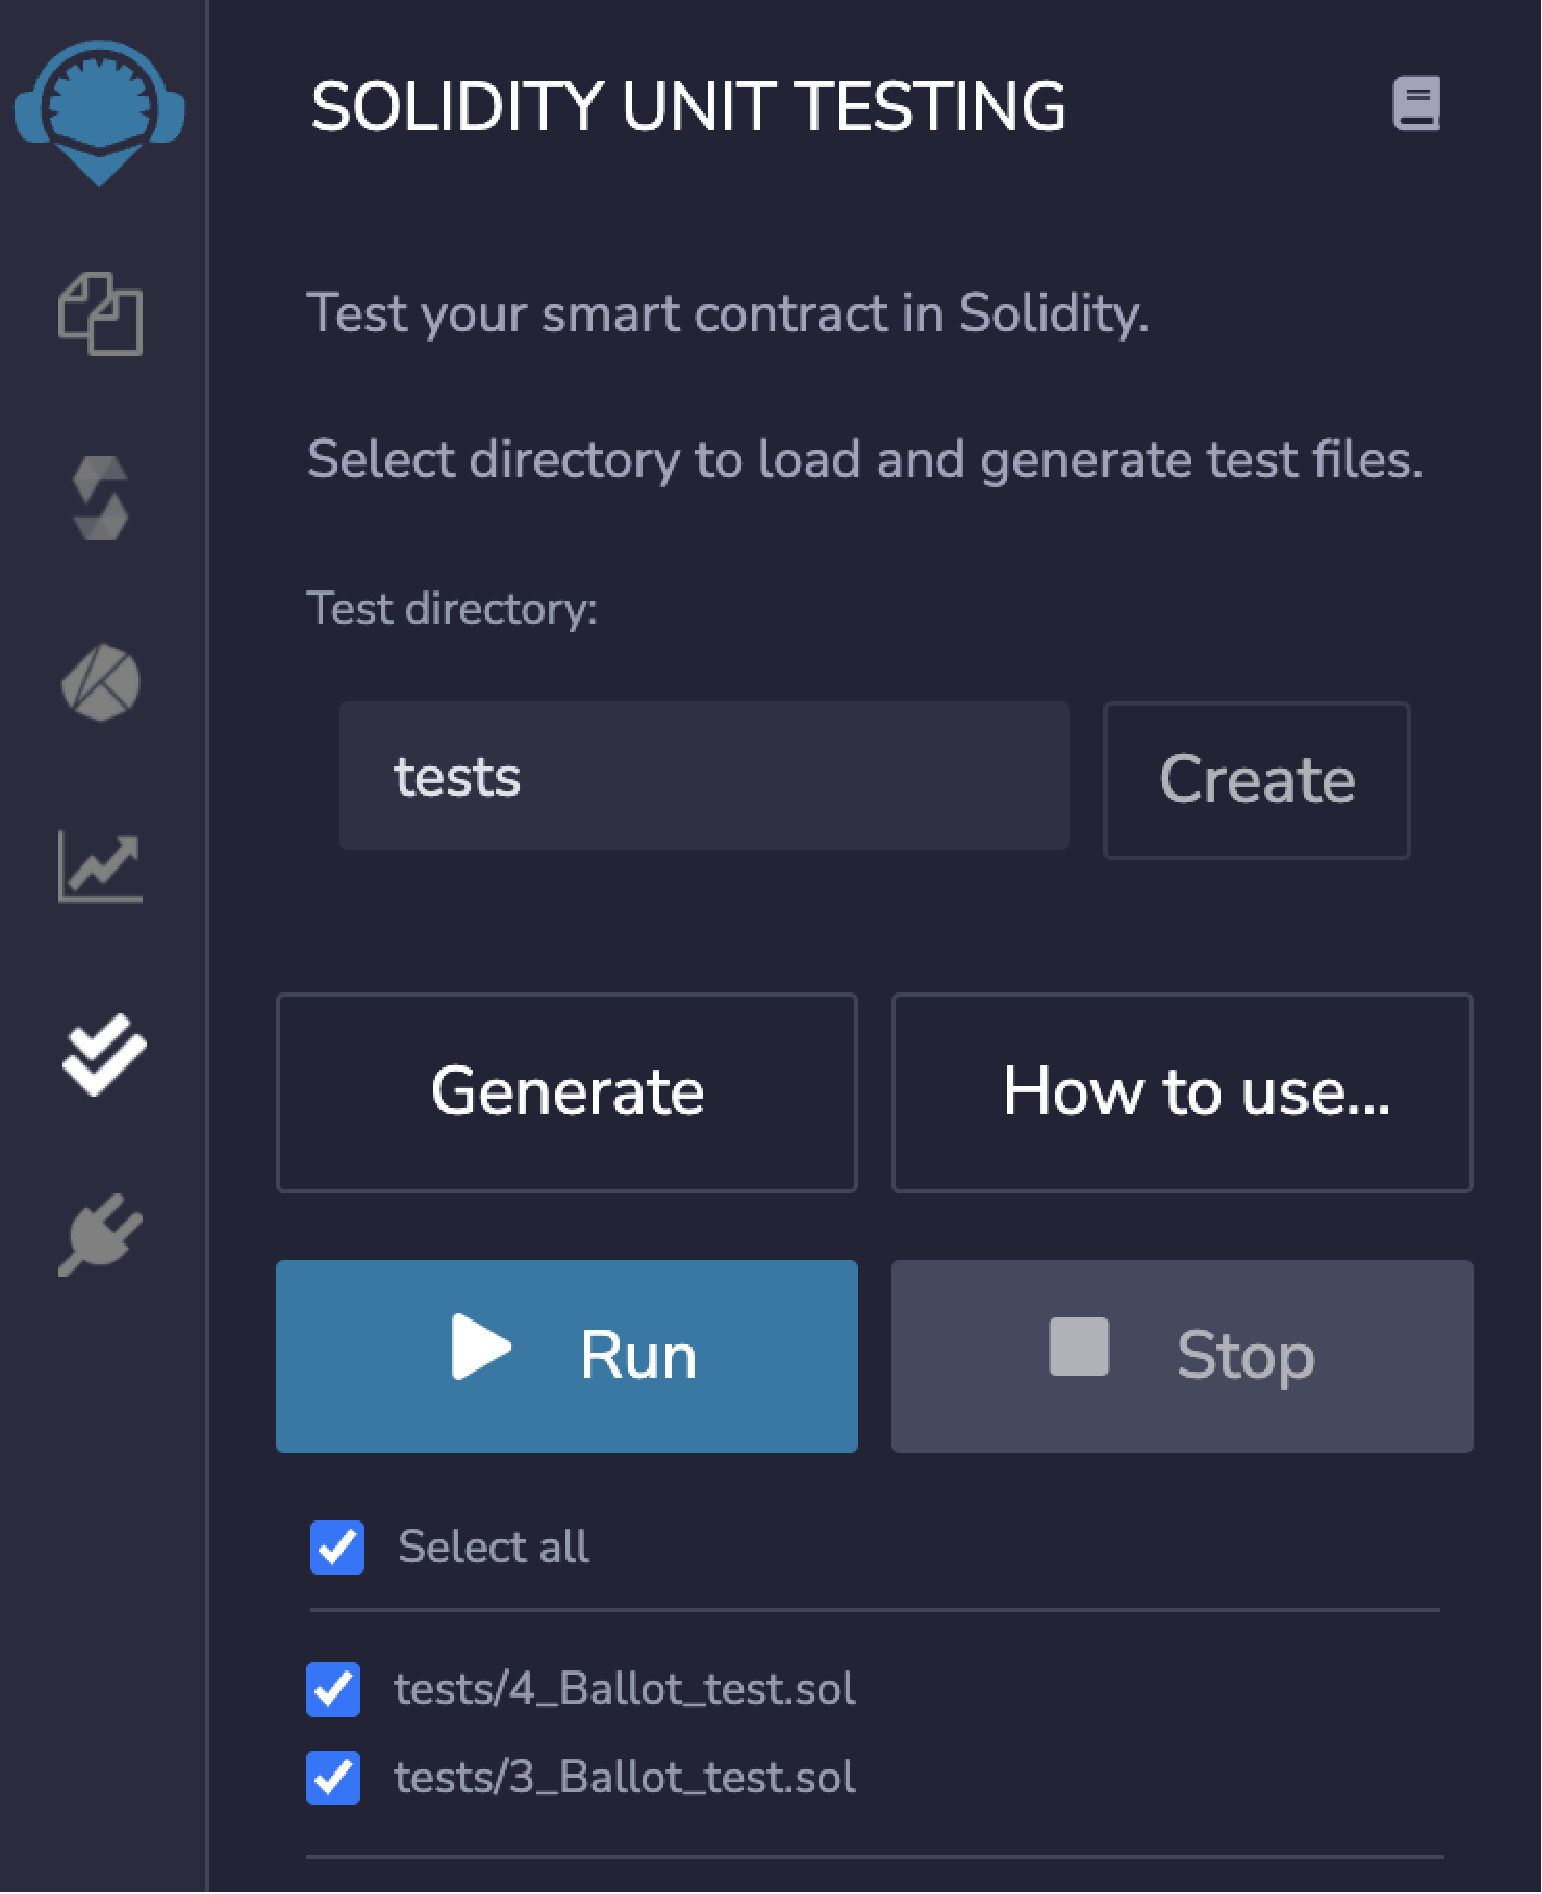 SOLIDITY UNIT TESTING
Test your smart contract in Solidity.
Select directory to load and generate test files.
Test directory:
tests
Create
Generate
How to use...
Run
Stop
Select all
tests/4_Ballot_test.sol
tests/3_Ballot_test.sol